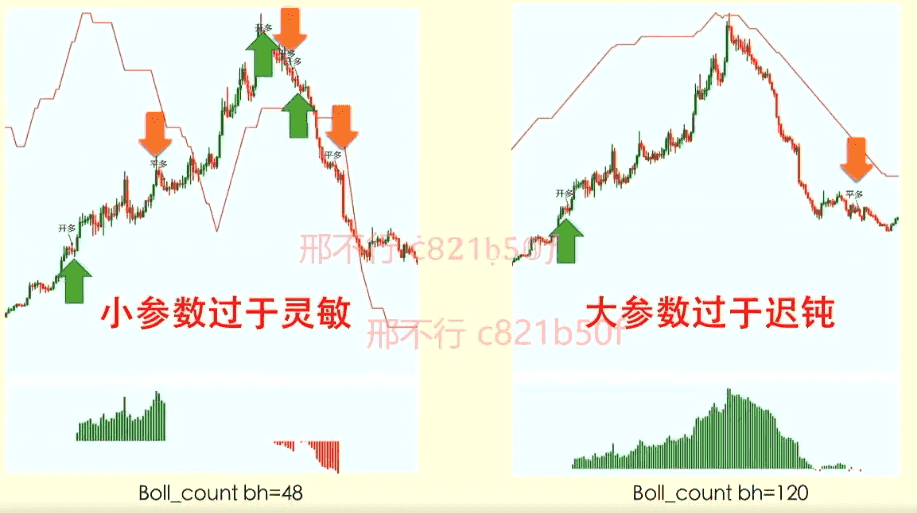 开多
开多
平多
平多
开多
开多
平多
邢不行 c821b50f
小参数过于灵敏
大参数过于迟钝
邢不行 c821b50f
Boll_count bh=48
Boll_count bh=120